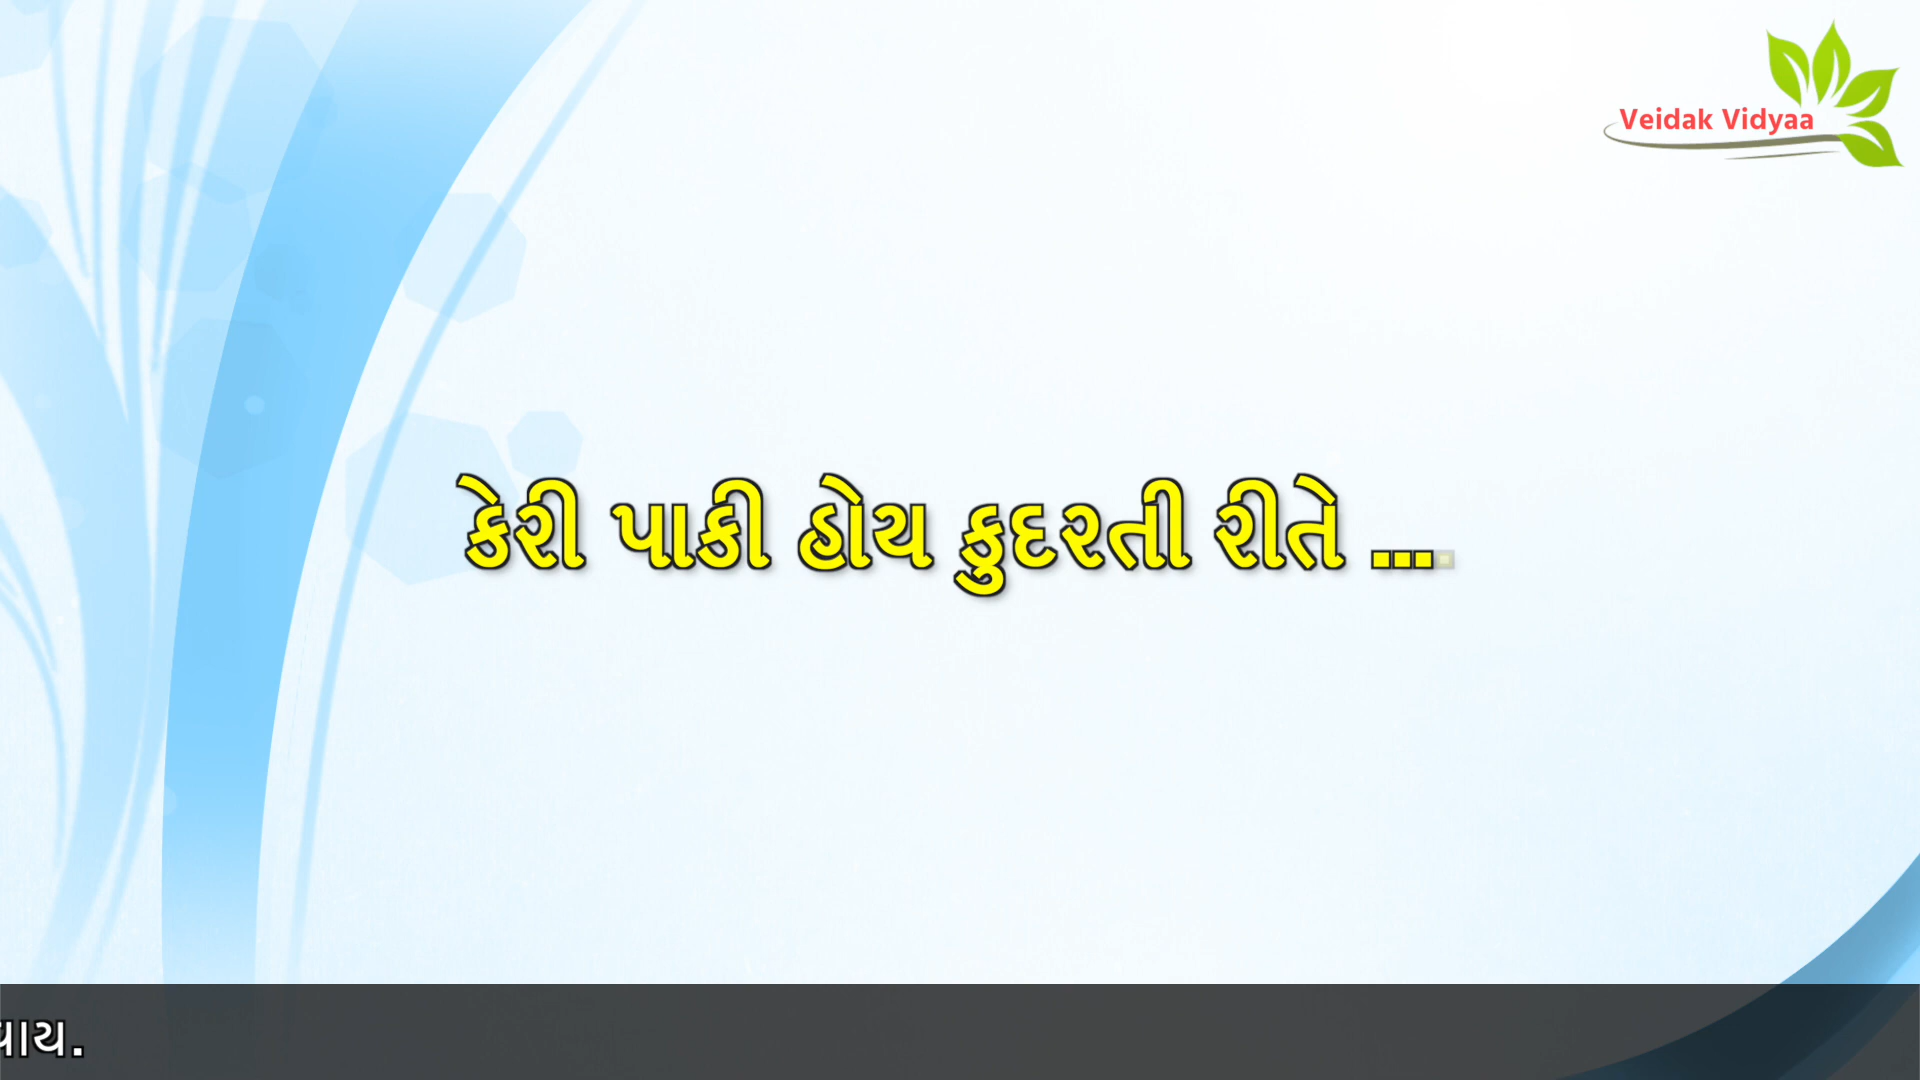 Veidak Vidyaa
કેરી પાકી હોય કુદરતી રીતે ....